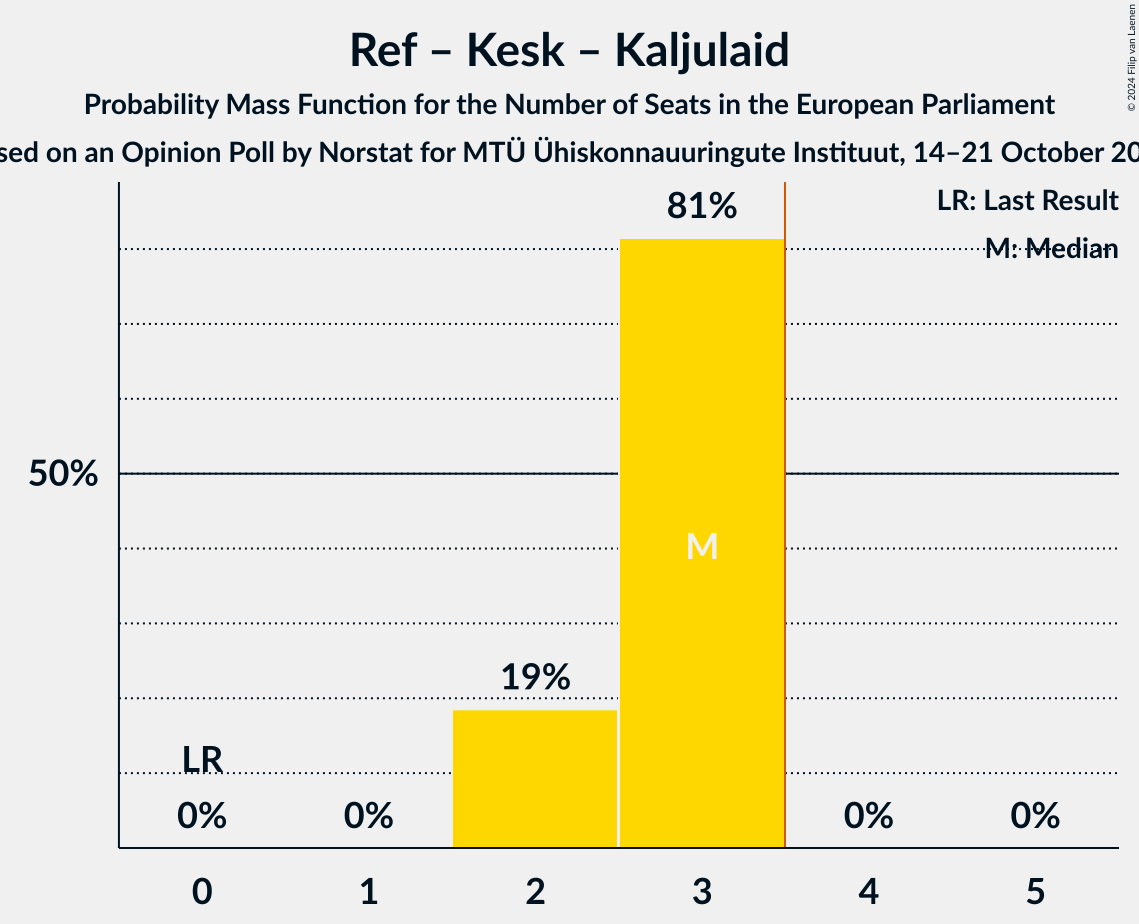 Ref – Kesk – Kaljulaid
Probability Mass Function for the Number of Seats in the European Parliament
on an Opinion Poll by Norstat for MTÜ Ühiskonnauuringute Instituut, 14–21 October
© 2024 Filip van Laenen
LR: Last Result
M: Median
81%
50%
M
19%
LR
0% 0% 0% 0%
0 1 2 3 4 5